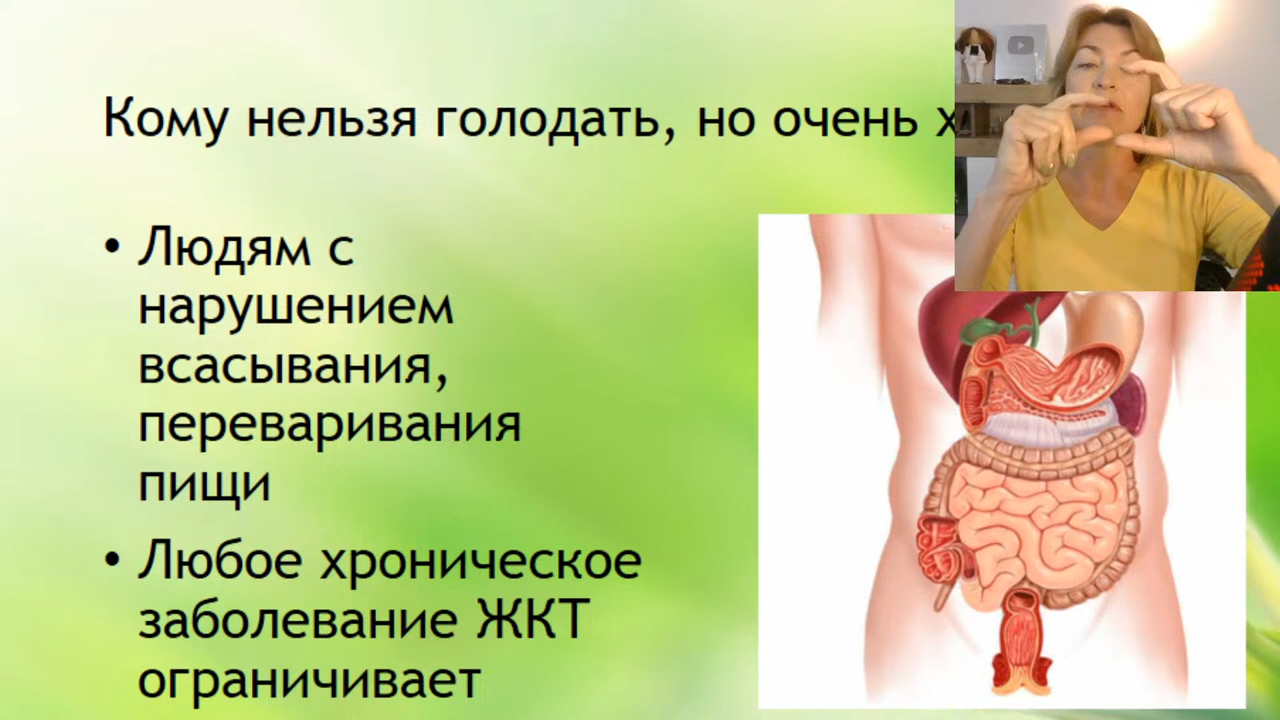 Кому нельзя голодать, но очень
• Людям с
нарушением
всасывания,
переваривания
пищи
• Любое хроническое
заболевание ЖКТ
ограничивает